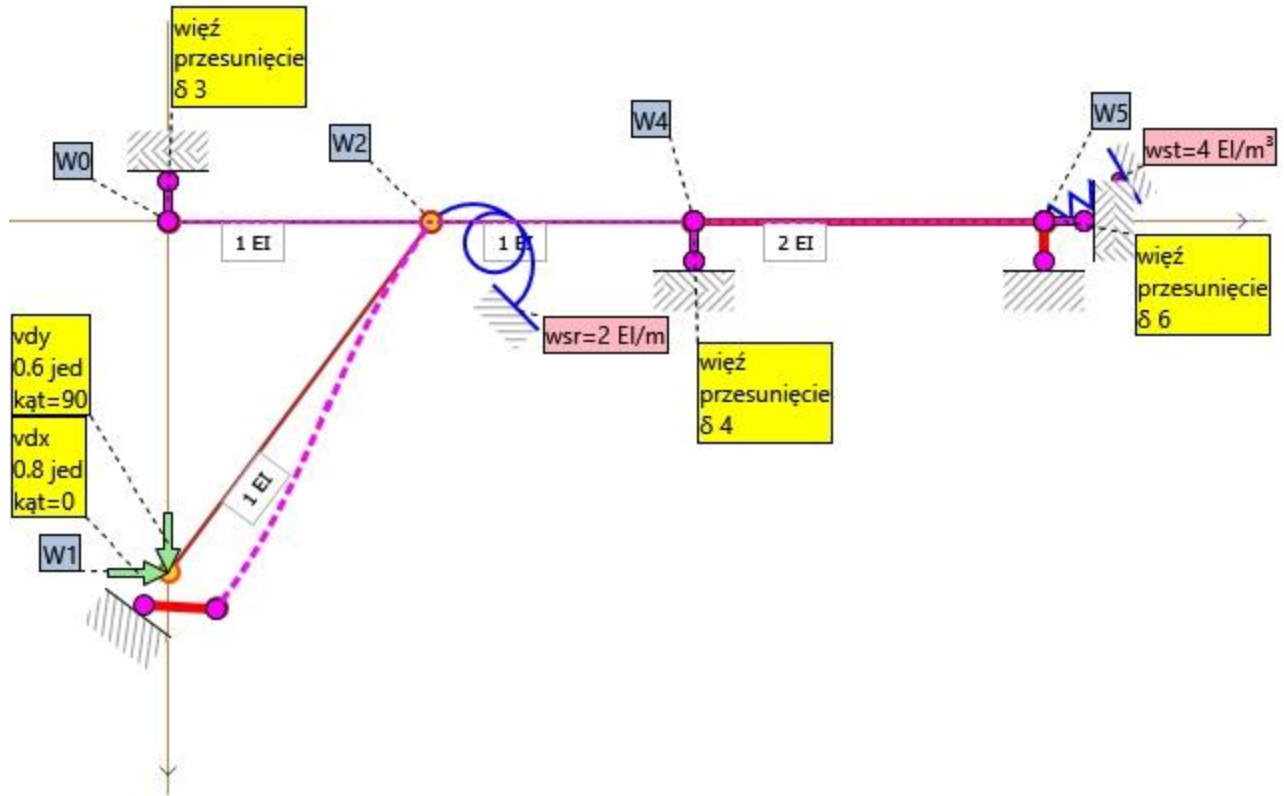 więź
przesunięcie
δ 3
W0
W2
W4
W5
wst=4 EI/m³
1 EI
1 EI
2 EI
więź
przesunięcie
δ 6
wsr=2 EI/m
więź
przesunięcie
δ 4
vdy
0.6 jed
kąt=90
vdx
0.8 jed
kąt=0
1 EI
W1